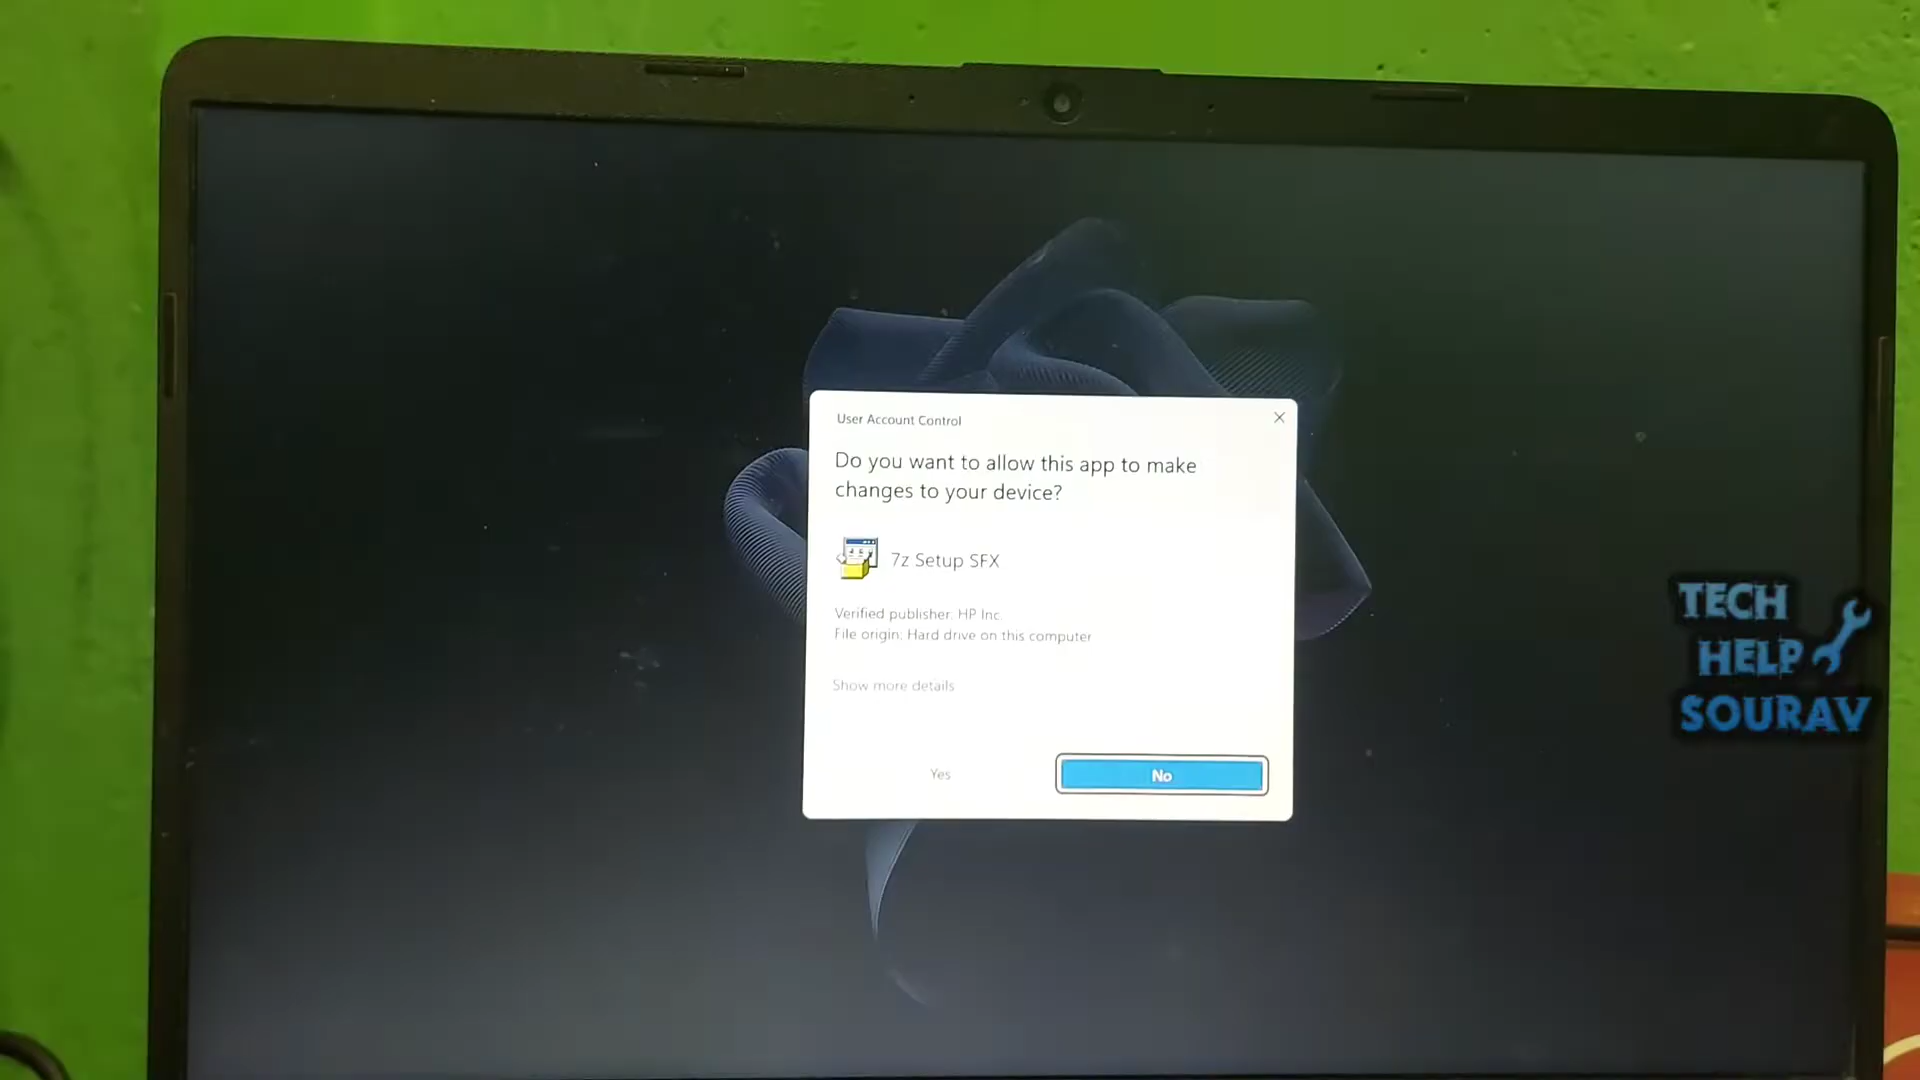 User Account Control
Do you want to allow this app to make
changes to your device?
7z Setup SFX
Verified publisher: HP Inc.
File origin: Hard drive on this computer
Show more details
Yes
No
TECH
HELP
SOURAV